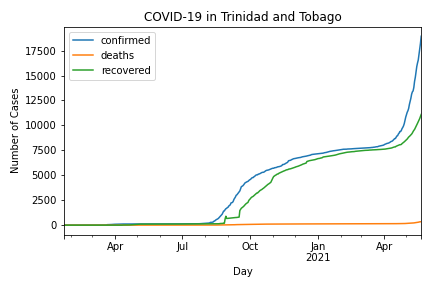 COVID-19 in Trinidad and Tobago
confirmed
deaths
recovered
17500
15000
12500
10000
7500
5000
2500
0
Number of Cases
Apr
Jul
Oct
Jan
2021
Apr
Day